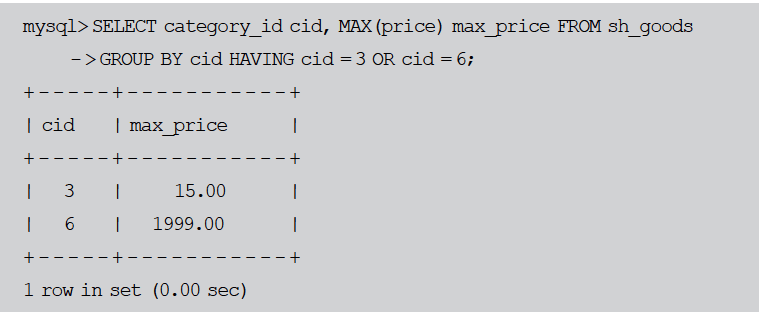 mysql> SELECT category_id cid, MAX(price) max_price FROM sh_goods
->GROUP BY cid HAVING cid = 3 OR cid = 6;
+-----+------------+
| cid | max_price |
+-----+------------+
| 3 | 15.00 |
| 6 | 1999.00 |
+-----+------------+
1 row in set (0.00 sec)